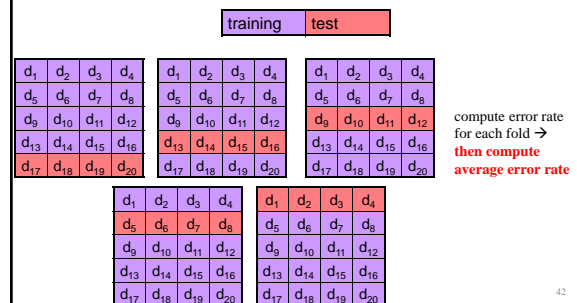 training test
d1 d2 d3 d4 d1 d2 d3 d4 d1 d2 d3 d4
d5 d6 d7 d8 d5 d6 d7 d8 d5 d6 d7 d8
d9 d10 d11 d12 d9 d10 d11 d12 d9 d10 d11 d12
d13 d14 d15 d16 d13 d14 d15 d16 d13 d14 d15 d16
d17 d18 d19 d20 d17 d18 d19 d20 d17 d18 d19 d20
compute error rate
for each fold →
then compute
average error rate
d1 d2 d3 d4 d1 d2 d3 d4
d5 d6 d7 d8 d5 d6 d7 d8
d9 d10 d11 d12 d9 d10 d11 d12
d13 d14 d15 d16 d13 d14 d15 d16
d17 d18 d19 d20 d17 d18 d19 d20
42